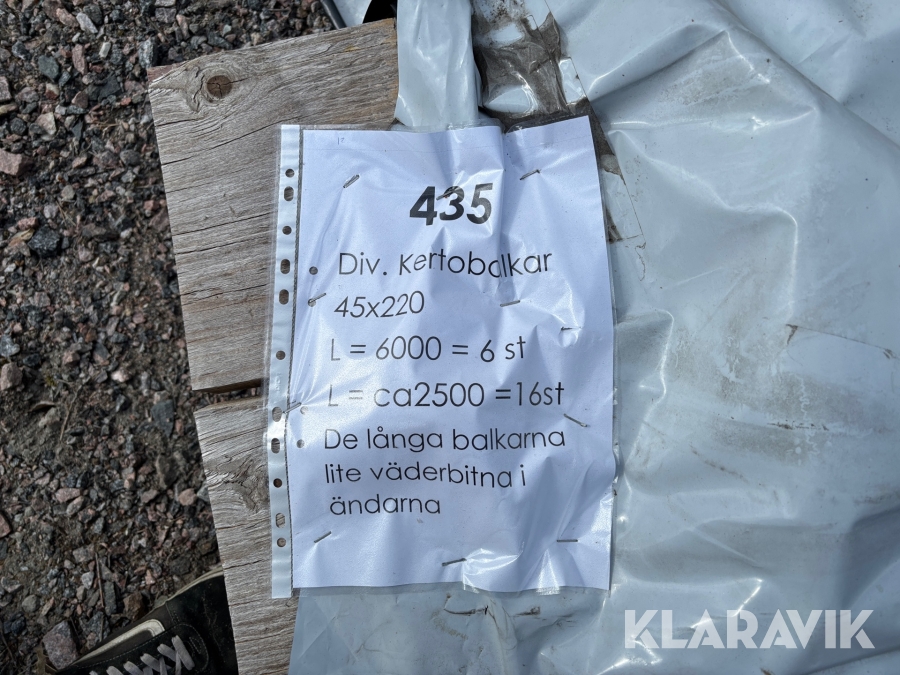 435
Div. Kertobalkar
45x220
L = 6000 = 6 st
L = ca2500 =16st
De långa balkarna
lite väderbitna i
ändarna
KLARAVIK